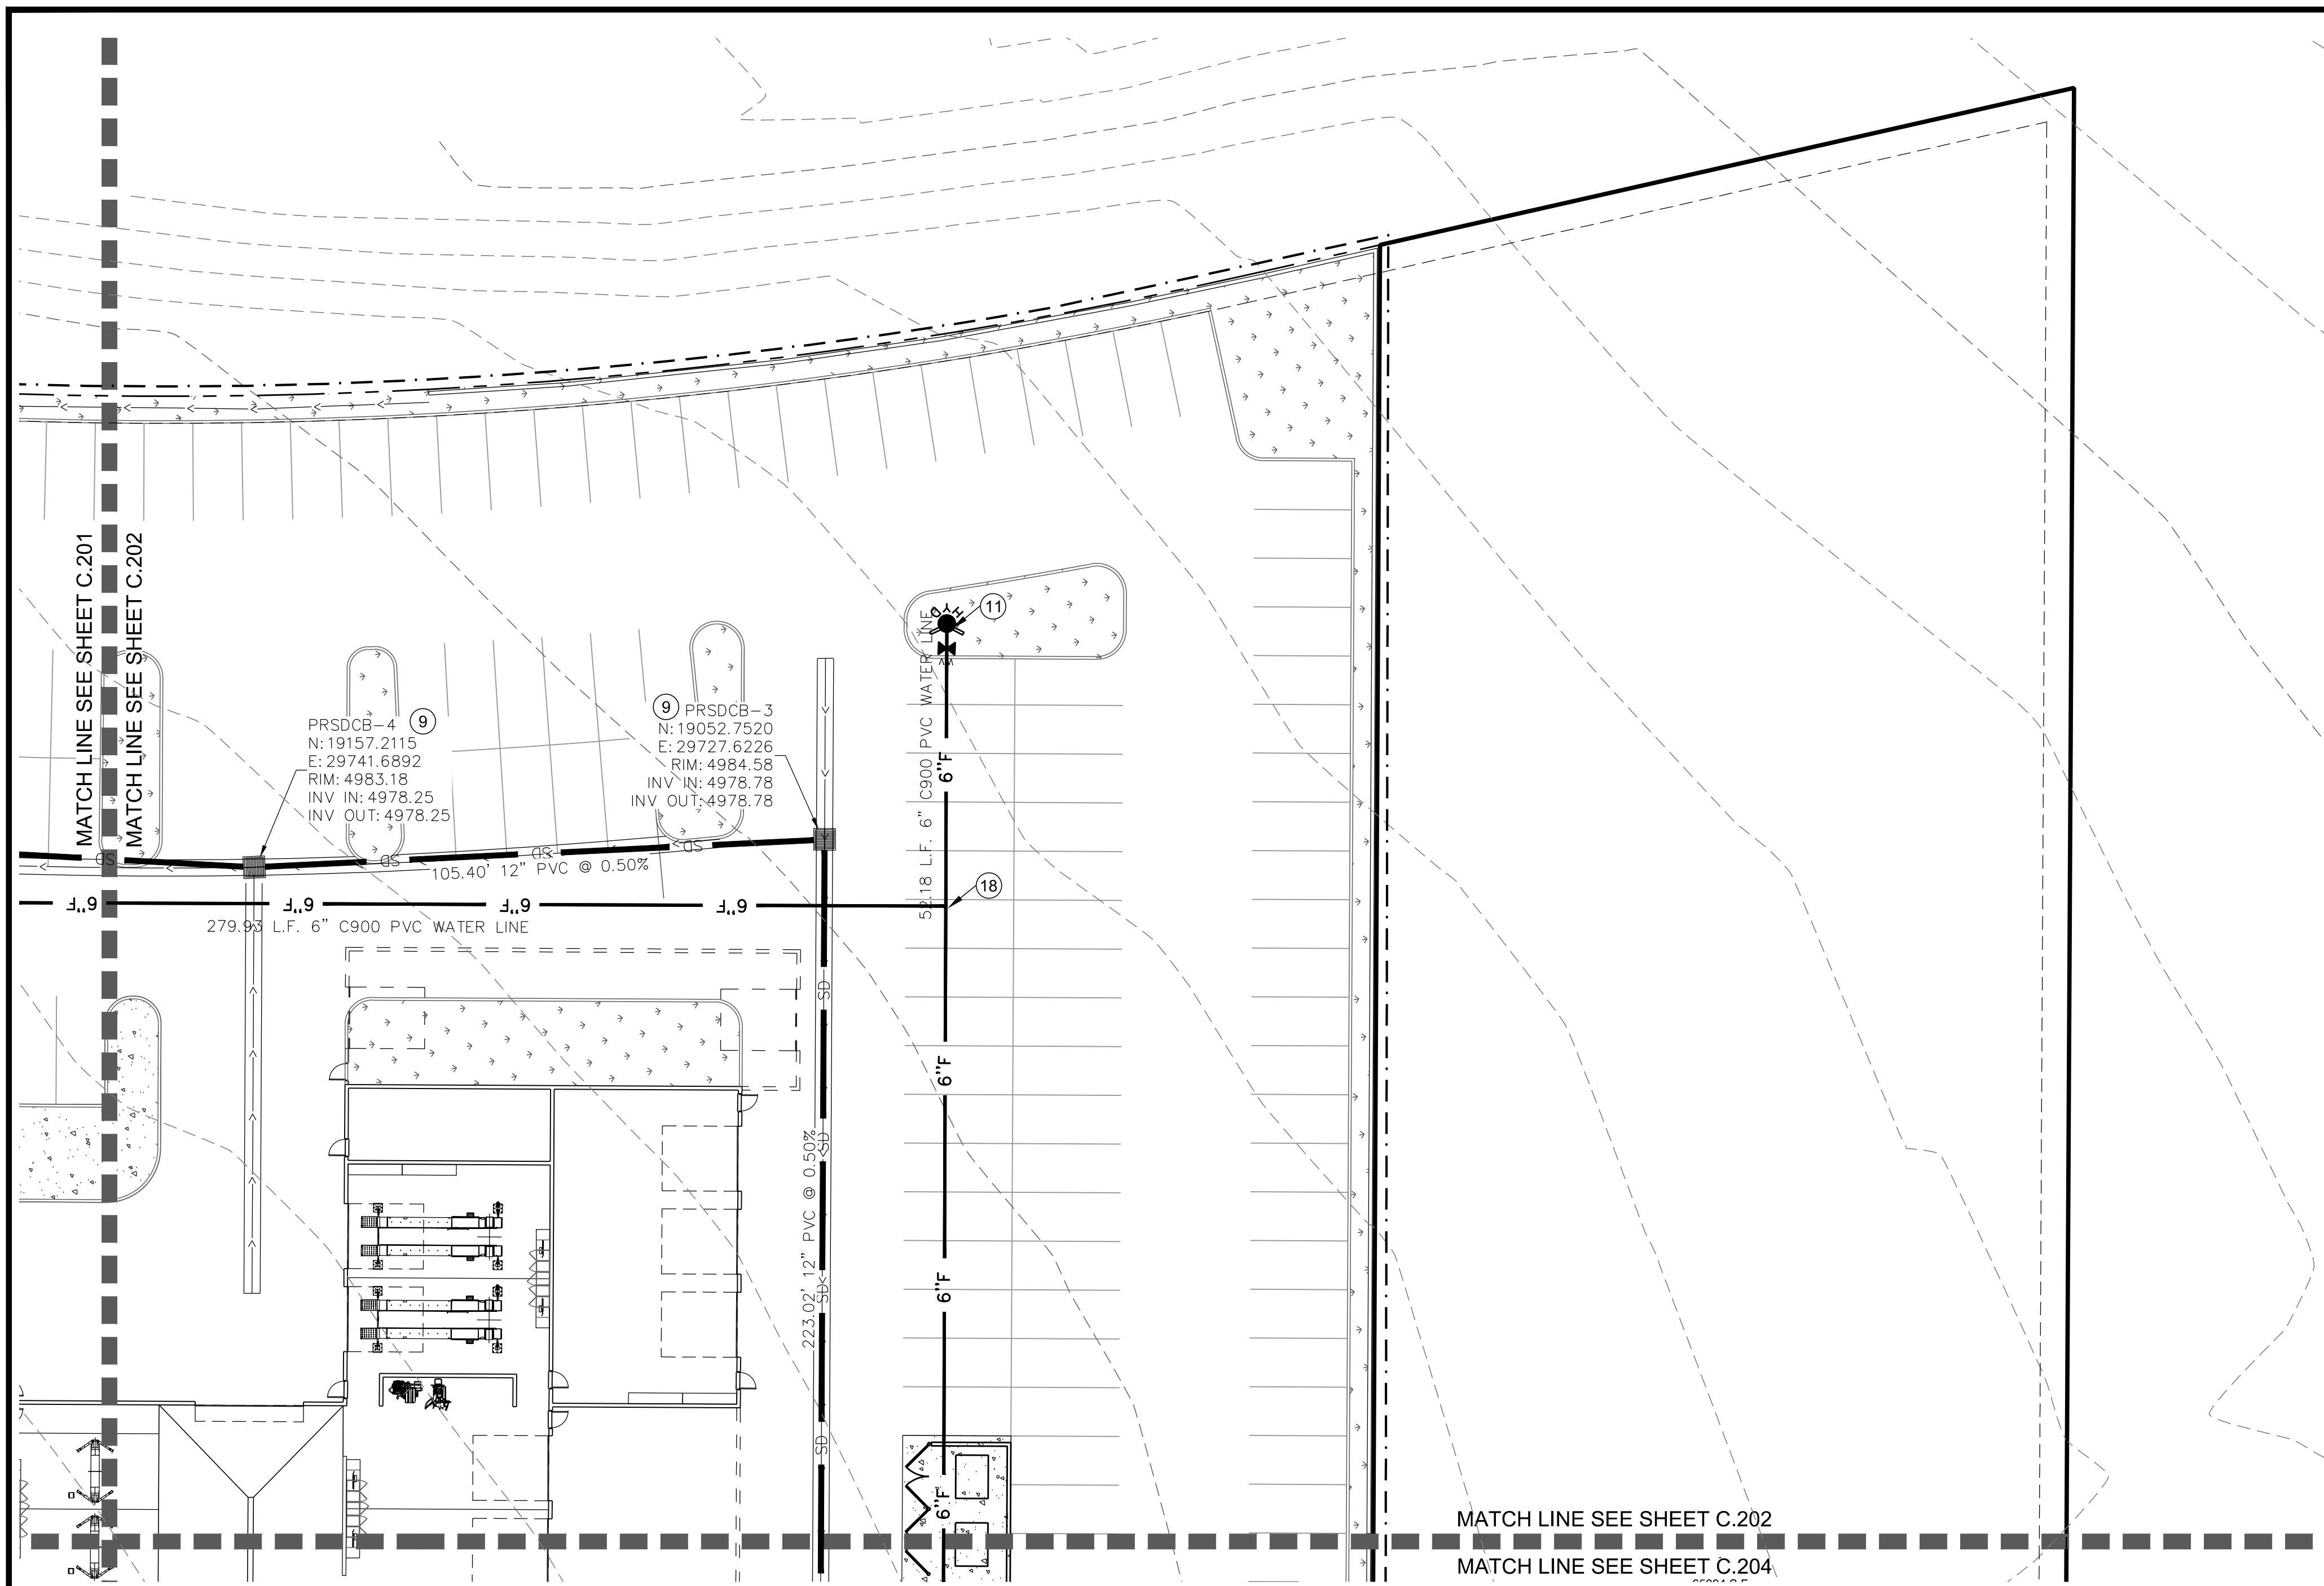 MATCH LINE SEE SHEET C.201
MATCH LINE SEE SHEET C.202
HYD
11
WV
52.18 L.F. 6" C900 PVC WATER LINE
6"F
PRSDCB-4
9
N: 19157.2115
E: 29741.6892
RIM: 4983.18
INV IN: 4978.25
INV OUT: 4978.25
9
PRSDCB-3
N: 19052.7520
E: 29727.6226
RIM: 4984.58
INV IN: 4978.78
INV OUT: 4978.78
SD
SD
SD
SD
105.40' 12" PVC @ 0.50%
18
6"F
6"F
6"F
6"F
279.93 L.F. 6" C900 PVC WATER LINE
SD
6"F
SD
223.02' 12" PVC @ 0.50%
SD
6"F
SD
6"F
MATCH LINE SEE SHEET C.202
MATCH LINE SEE SHEET C.204